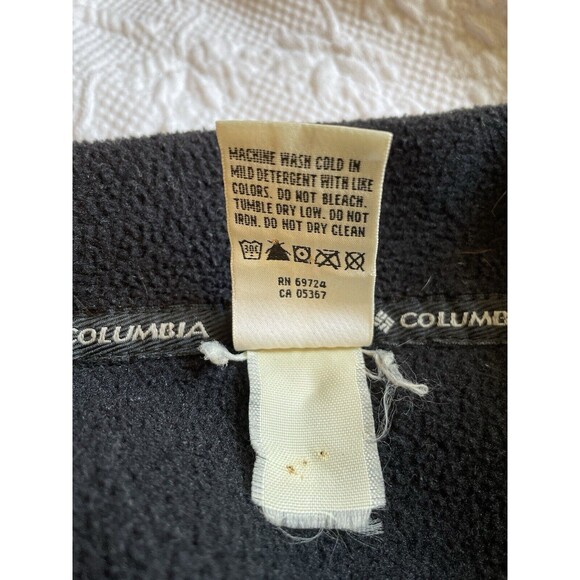 MACHINE WASH COLD IN
MILD DETERGENT WITH LIKE
COLORS. DO NOT BLEACH.
TUMBLE DRY LOW. DO NOT
IRON. DO NOT DRY CLEAN
30C
RN 69724
CA 05367
COLUMBIA
COLUMB